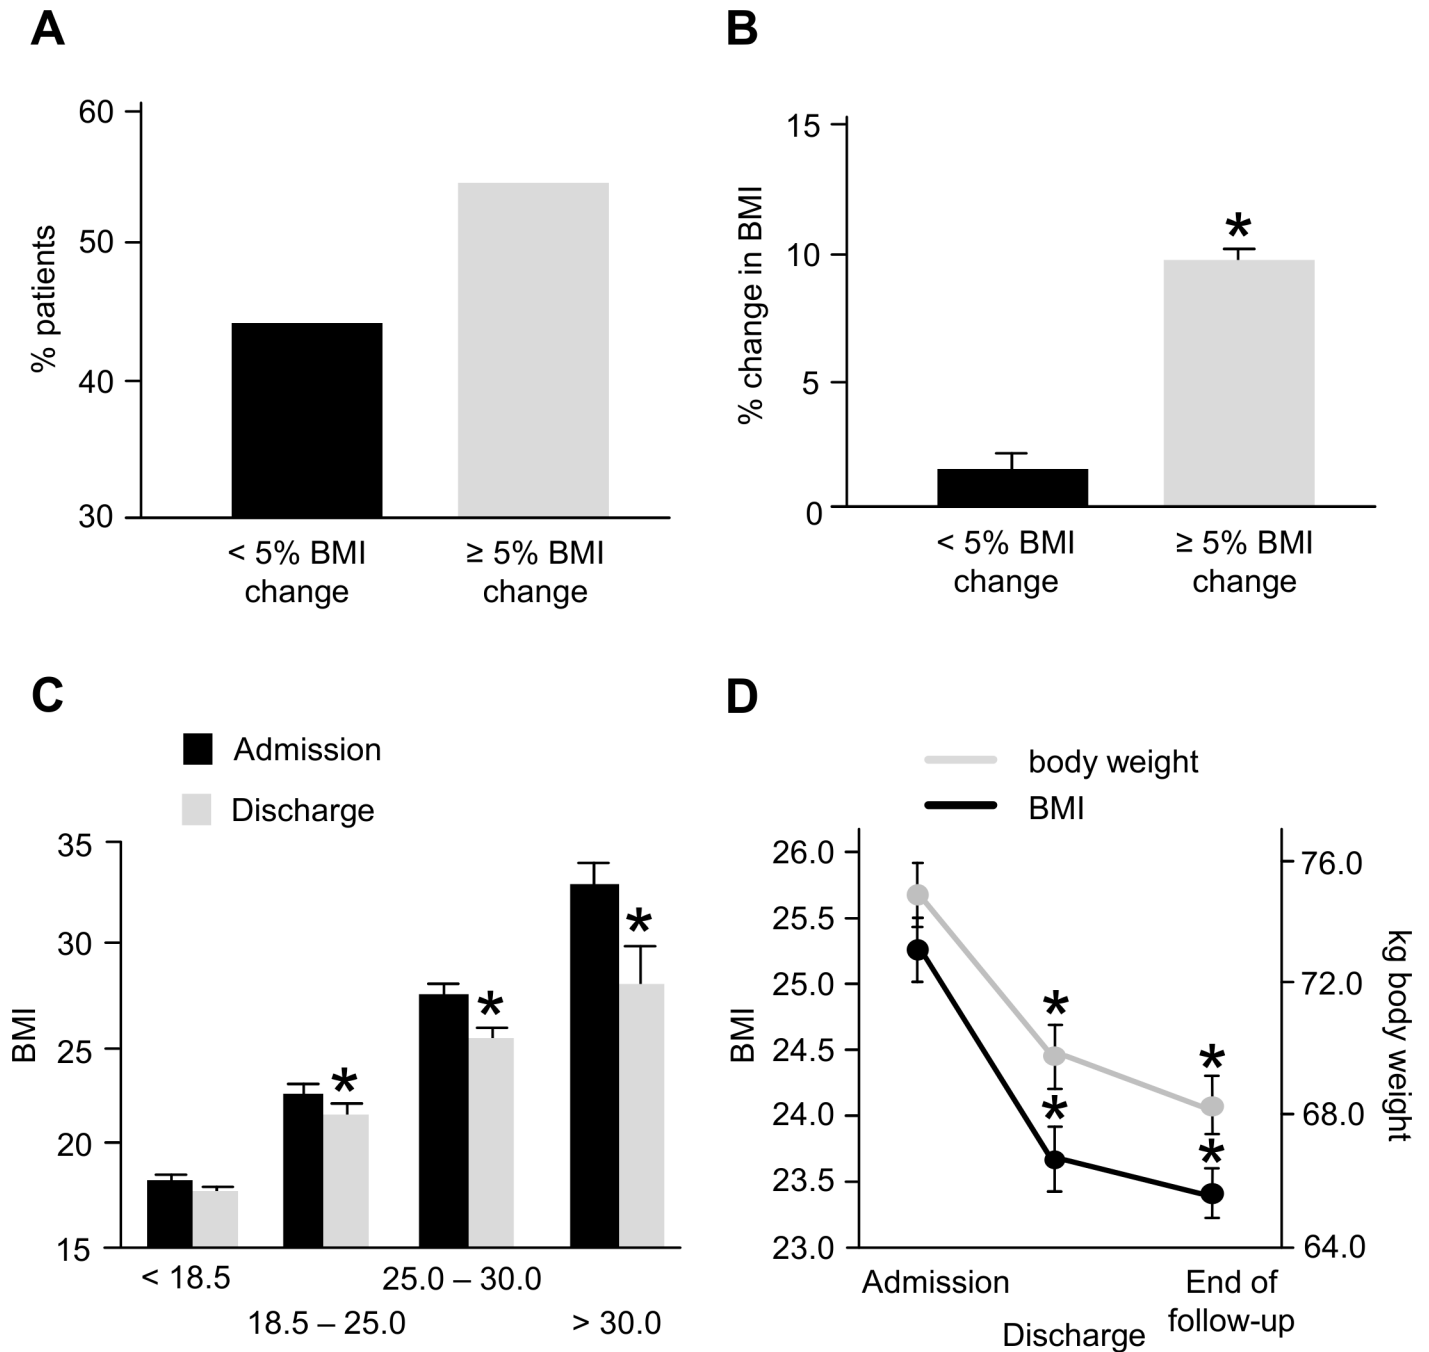 A
60
50
40
30
% patients
< 5% BMI
change
≥ 5% BMI
change
B
15
10
5
0
% change in BMI
*
< 5% BMI
change
≥ 5% BMI
change
C
Admission
Discharge
35
30
25
20
15
BMI
*
*
*
< 18.5
18.5 – 25.0
25.0 – 30.0
> 30.0
D
body weight
BMI
26.0
25.5
25.0
24.5
24.0
23.5
23.0
BMI
76.0
72.0
68.0
64.0
kg body weight
*
*
*
*
Admission
Discharge
End of
follow-up